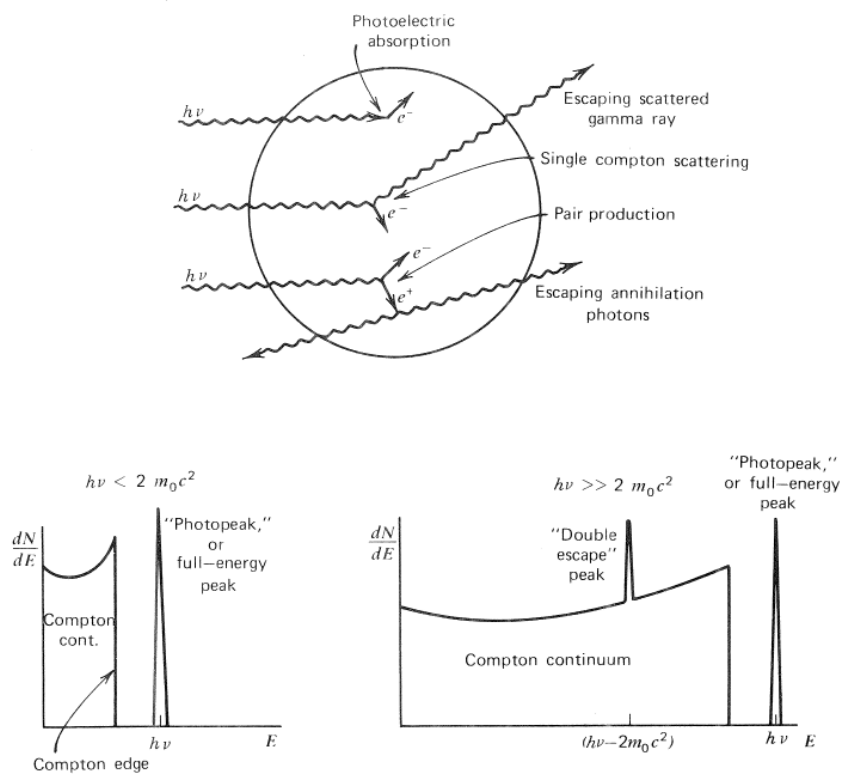 Photoelectric
absorption
hν
e⁻
Escaping scattered
gamma ray
Single compton scattering
hν
e⁻
Pair production
hν
e⁻
e⁺
Escaping annihilation
photons
hν < 2 m₀c²
dN
dE
"Photopeak,"
or
full—energy
peak
Compton
cont.
hν
E
Compton edge
hν >> 2 m₀c²
"Photopeak,"
or full—energy
peak
dN
dE
"Double
escape"
peak
Compton continuum
(hν−2m₀c²)
hν
E